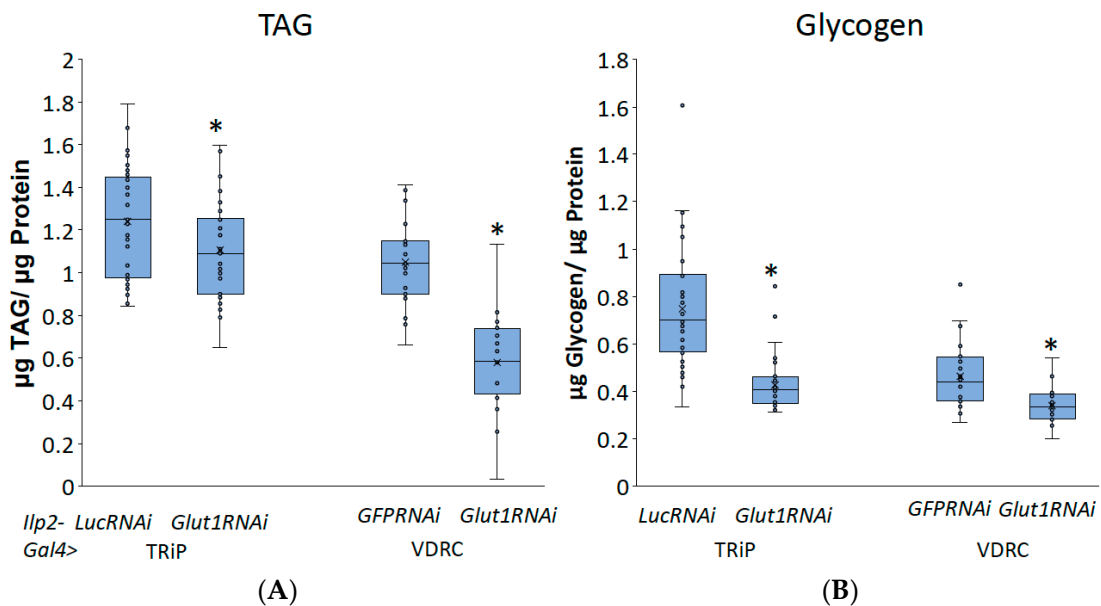 TAG
µg TAG/ µg Protein
2
1.8
1.6
1.4
1.2
1
0.8
0.6
0.4
0.2
0
*
*
Ilp2-
Gal4>
LucRNAi Glut1RNAi GFPRNAi Glut1RNAi
TRiP VDRC
(A)
Glycogen
µg Glycogen/ µg Protein
1.8
1.6
1.4
1.2
1
0.8
0.6
0.4
0.2
0
*
*
LucRNAi Glut1RNAi GFPRNAi Glut1RNAi
TRiP VDRC
(B)